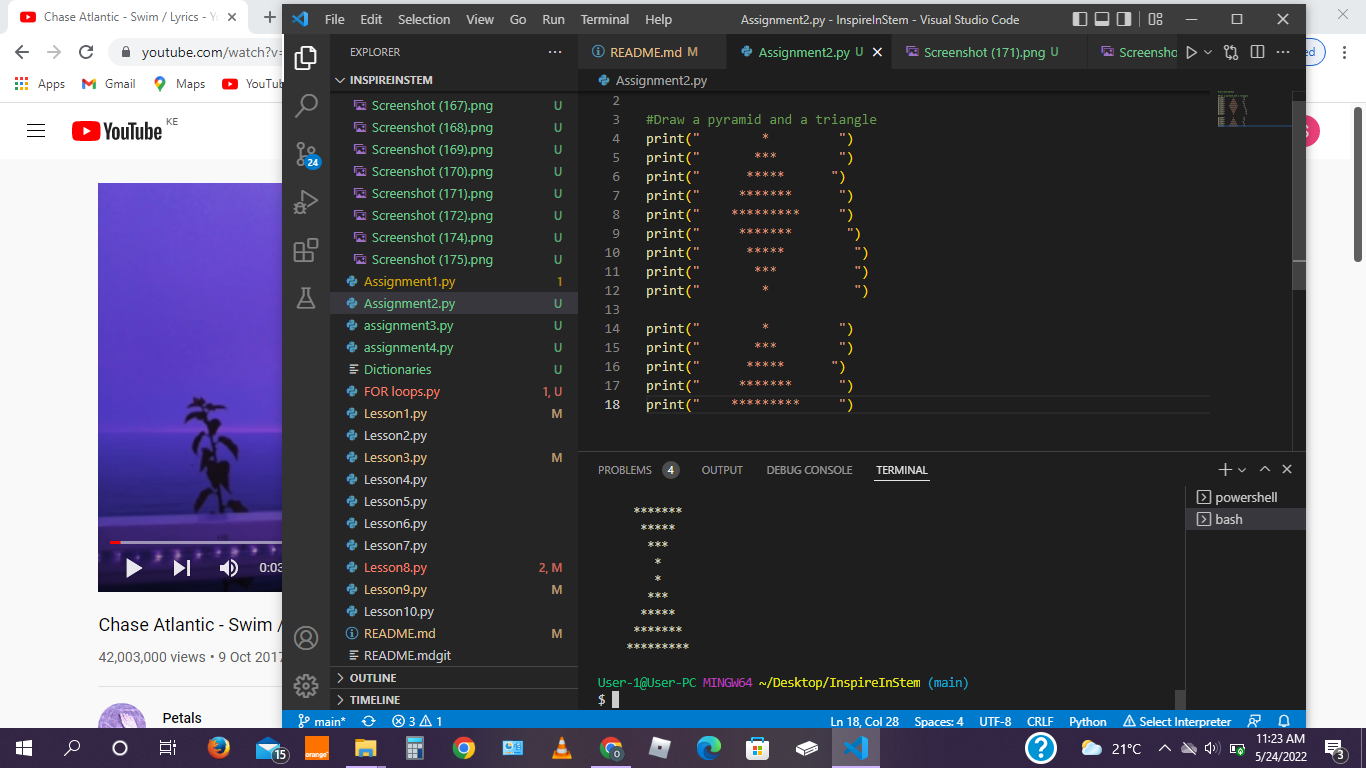 Chase Atlantic - Swim / Lyrics - Y
youtube.com/watch?v=
Apps
Gmail
Maps
YouTu
YouTube KE
0:03
Chase Atlantic - Swim /
42,003,000 views • 9 Oct 2017
Petals
File Edit Selection View Go Run Terminal Help
Assignment2.py - InspireInStem - Visual Studio Code
EXPLORER
INSPIREINSTEM
Screenshot (167).png U
Screenshot (168).png U
Screenshot (169).png U
Screenshot (170).png U
Screenshot (171).png U
Screenshot (172).png U
Screenshot (174).png U
Screenshot (175).png U
Assignment1.py 1
Assignment2.py U
assignment3.py U
assignment4.py U
Dictionaries U
FOR loops.py 1, U
Lesson1.py M
Lesson2.py
Lesson3.py M
Lesson4.py
Lesson5.py
Lesson6.py
Lesson7.py
Lesson8.py 2, M
Lesson9.py M
Lesson10.py
README.md M
README.mdgit
OUTLINE
TIMELINE
24
README.md M
Assignment2.py U
Screenshot (171).png U
Screensho
Assignment2.py
2
3 #Draw a pyramid and a triangle
4 print("        *         ")
5 print("       ***        ")
6 print("      *****      ")
7 print("     *******      ")
8 print("    *********     ")
9 print("     *******       ")
10 print("      *****         ")
11 print("       ***          ")
12 print("        *           ")
13
14 print("        *         ")
15 print("       ***        ")
16 print("      *****      ")
17 print("     *******      ")
18 print("    *********     ")
PROBLEMS 4 OUTPUT DEBUG CONSOLE TERMINAL
powershell
bash
*******
*****
***
*
*
***
*****
*******
*********
User-1@User-PC MINGW64 ~/Desktop/InspireInStem (main)
$
main* 3 1
Ln 18, Col 28 Spaces: 4 UTF-8 CRLF Python Select Interpreter
ed
S
15
orange
21°C
11:23 AM
5/24/2022
3